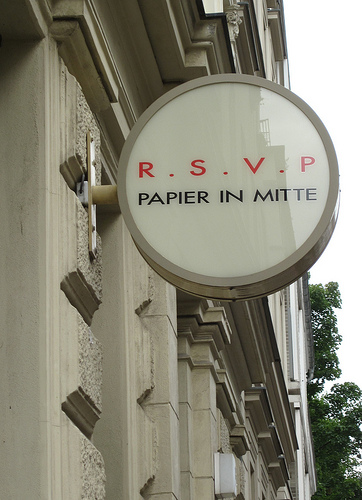 R . S . V . P
PAPIER IN MITTE